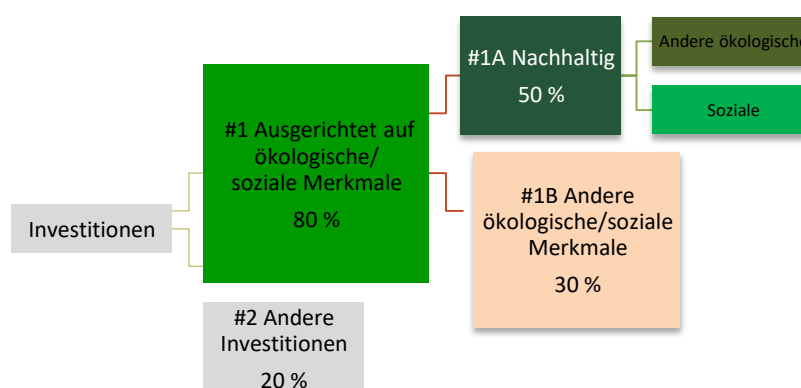 Investitionen
#1 Ausgerichtet auf
ökologische/
soziale Merkmale
80 %
#2 Andere
Investitionen
20 %
#1A Nachhaltig
50 %
#1B Andere
ökologische/soziale
Merkmale
30 %
Andere ökologische
Soziale